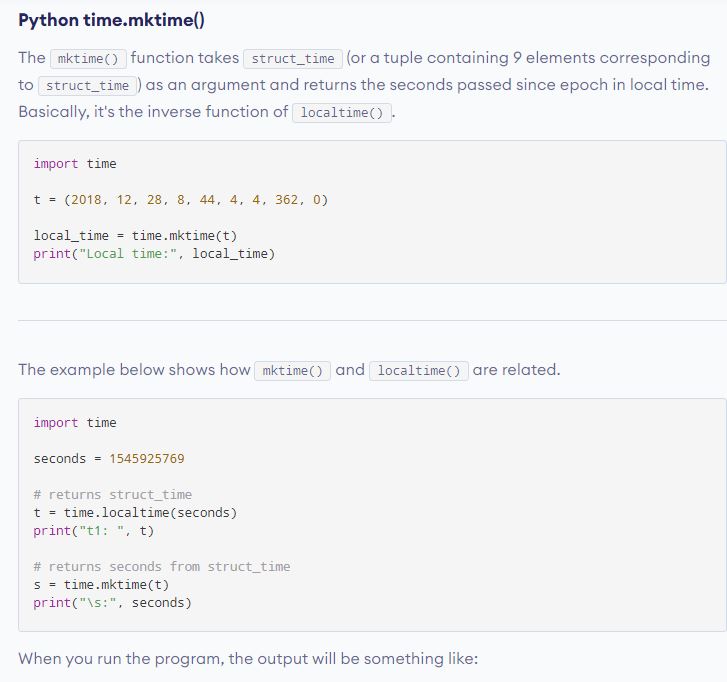 Python time.mktime()
The mktime() function takes struct_time (or a tuple containing 9 elements corresponding
to struct_time ) as an argument and returns the seconds passed since epoch in local time.
Basically, it's the inverse function of localtime() .
import time
t = (2018, 12, 28, 8, 44, 4, 4, 362, 0)
local_time = time.mktime(t)
print("Local time:", local_time)
The example below shows how mktime() and localtime() are related.
import time
seconds = 1545925769
# returns struct_time
t = time.localtime(seconds)
print("t1: ", t)
# returns seconds from struct_time
s = time.mktime(t)
print("\s:", seconds)
When you run the program, the output will be something like: